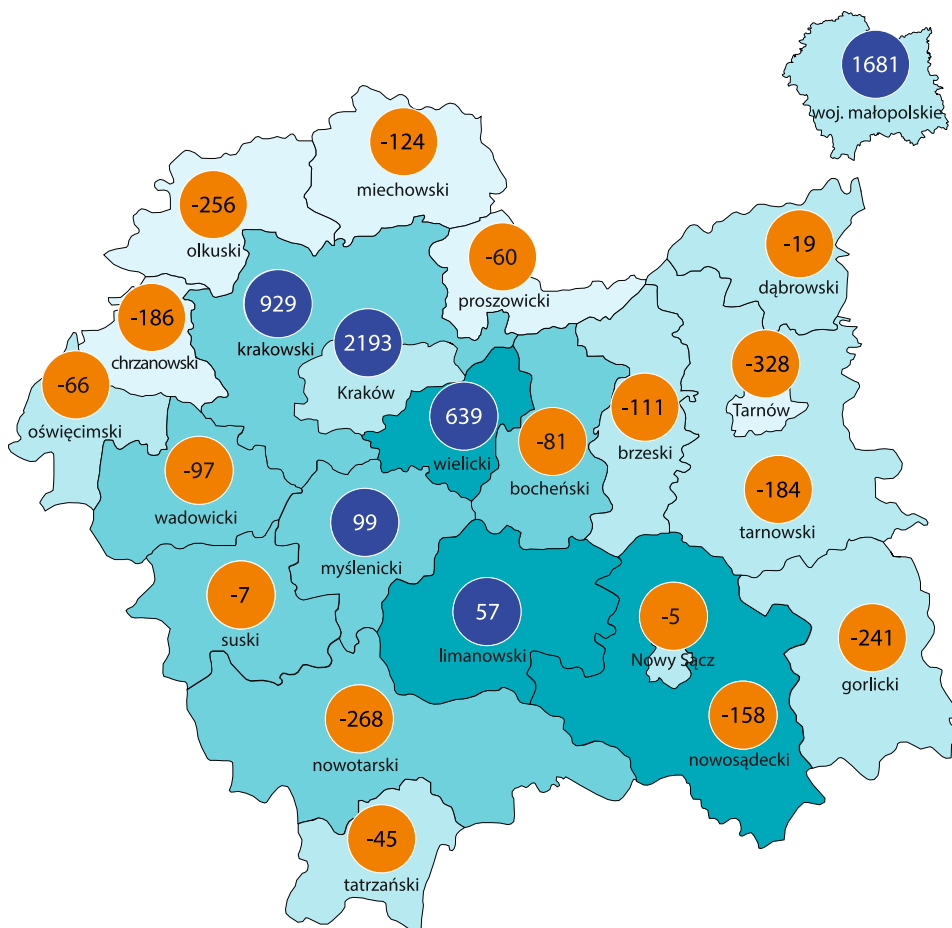 1681
woj. małopolskie
-124
miechowski
-256
olkuski
-19
dąbrowski
-60
proszowicki
929
krakowski
-186
chrzanowski
2193
Kraków
-328
Tarnów
-66
oświęcimski
639
wielicki
-111
brzeski
-81
bocheński
-97
wadowicki
-184
tarnowski
99
myślenicki
-7
suski
57
limanowski
-5
Nowy Sącz
-241
gorlicki
-268
nowotarski
-158
nowosądecki
-45
tatrzański